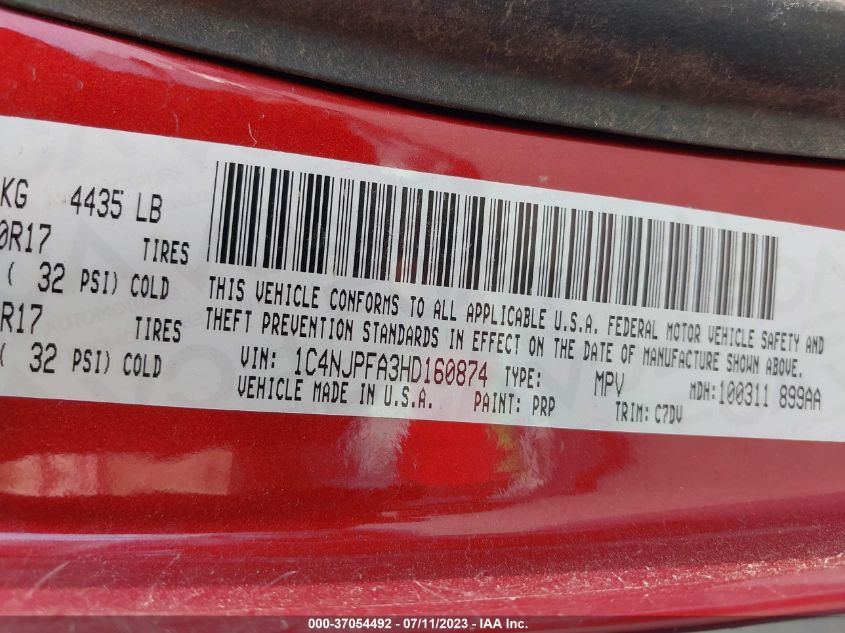 KG 4435 LB
0R17 TIRES
( 32 PSI) COLD
R17 TIRES
( 32 PSI) COLD
THIS VEHICLE CONFORMS TO ALL APPLICABLE U.S.A. FEDERAL MOTOR VEHICLE SAFETY AND
THEFT PREVENTION STANDARDS IN EFFECT ON THE DATE OF MANUFACTURE SHOWN ABOVE.
VIN: 1C4NJPFA3HD160874 TYPE: MPV MDH:100311 899AA
VEHICLE MADE IN U.S.A. PAINT: PRP TRIM: C7DV
000-37054492 - 07/11/2023 - IAA Inc.